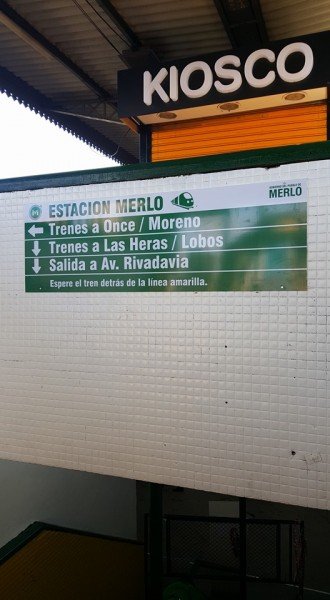 KIOSCO
ESTACION MERLO
MERLO
Trenes a Once / Moreno
Trenes a Las Heras / Lobos
Salida a Av. Rivadavia
Espere el tren detrás de la línea amarilla.